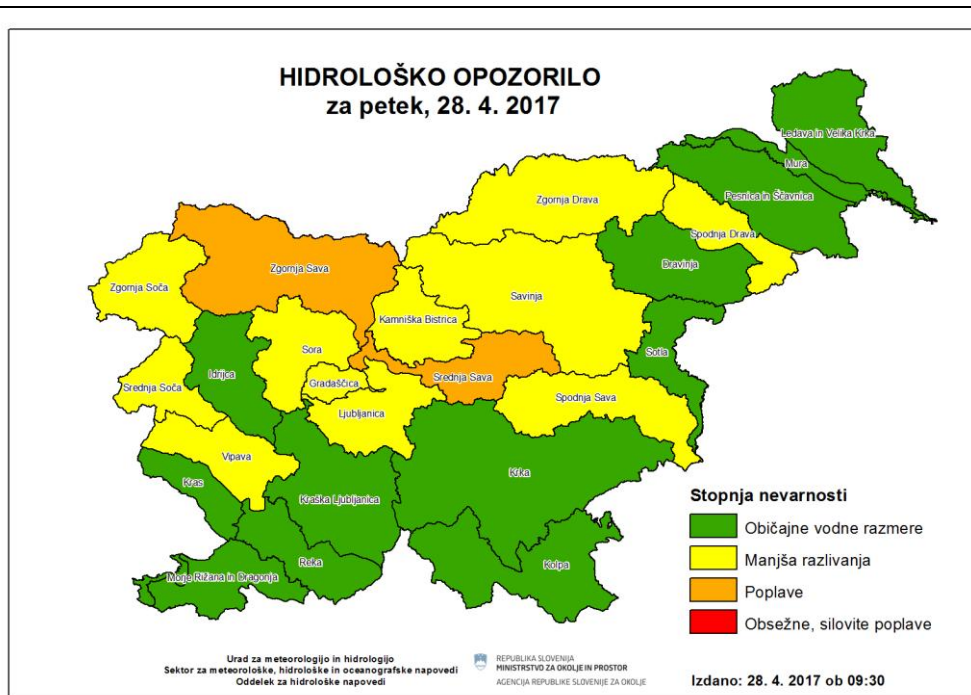 HIDROLOŠKO OPOZORILO
za petek, 28. 4. 2017
Ledava in Velika Krka
Mura
Pesnica in Ščavnica
Zgornja Drava
Spodnja Drava
Dravinja
Zgornja Sava
Zgornja Soča
Savinja
Kamniška Bistrica
Sora
Sotla
Idrijca
Srednja Sava
Gradaščica
Srednja Soča
Spodnja Sava
Ljubljanica
Vipava
Krka
Kras
Kraška Ljubljanica
Reka
Kolpa
Morje Rižana in Dragonja
Stopnja nevarnosti
Običajne vodne razmere
Manjša razlivanja
Poplave
Obsežne, silovite poplave
Urad za meteorologijo in hidrologijo
Sektor za meteorološke, hidrološke in oceanografske napovedi
Oddelek za hidrološke napovedi
REPUBLIKA SLOVENIJA
MINISTRSTVO ZA OKOLJE IN PROSTOR
AGENCIJA REPUBLIKE SLOVENIJE ZA OKOLJE
Izdano: 28. 4. 2017 ob 09:30